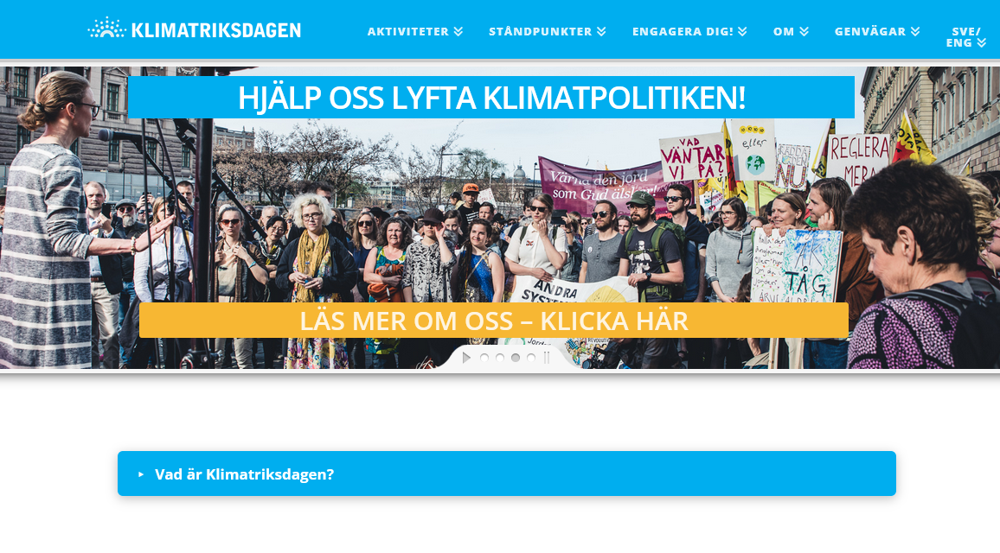 KLIMATRIKSDAGEN
AKTIVITETER
STÅNDPUNKTER
ENGAGERA DIG!
OM
GENVÄGAR
SVE/
ENG
HJÄLP OSS LYFTA KLIMATPOLITIKEN!
VAD
VÄNTAR
VI PÅ?
eller
NU
REGLERA
MERA
Värna den jord
som Gud älskar!
TÅG
ANDRA
LÄS MER OM OSS – KLICKA HÄR
Vad är Klimatriksdagen?